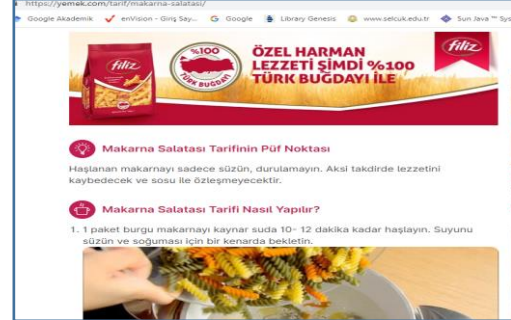 https://yemek.com/tarif/makarna-salatasi/
Google Akademik
enVision - Giriş Say...
Google
Library Genesis
www.selcuk.edu.tr
Sun Java ™ Sys
filiz
%100
TÜRK BUĞDAYI
ÖZEL HARMAN
LEZZETİ ŞİMDİ %100
TÜRK BUĞDAYI İLE
filiz
Makarna Salatası Tarifinin Püf Noktası
Haşlanan makarnayı sadece süzün, durulamayın. Aksi takdirde lezzetini
kaybedecek ve sosu ile özleşmeyecektir.
Makarna Salatası Tarifi Nasıl Yapılır?
1. 1 paket burgu makarnayı kaynar suda 10- 12 dakika kadar haşlayın. Suyunu
süzün ve soğuması için bir kenarda bekletin.